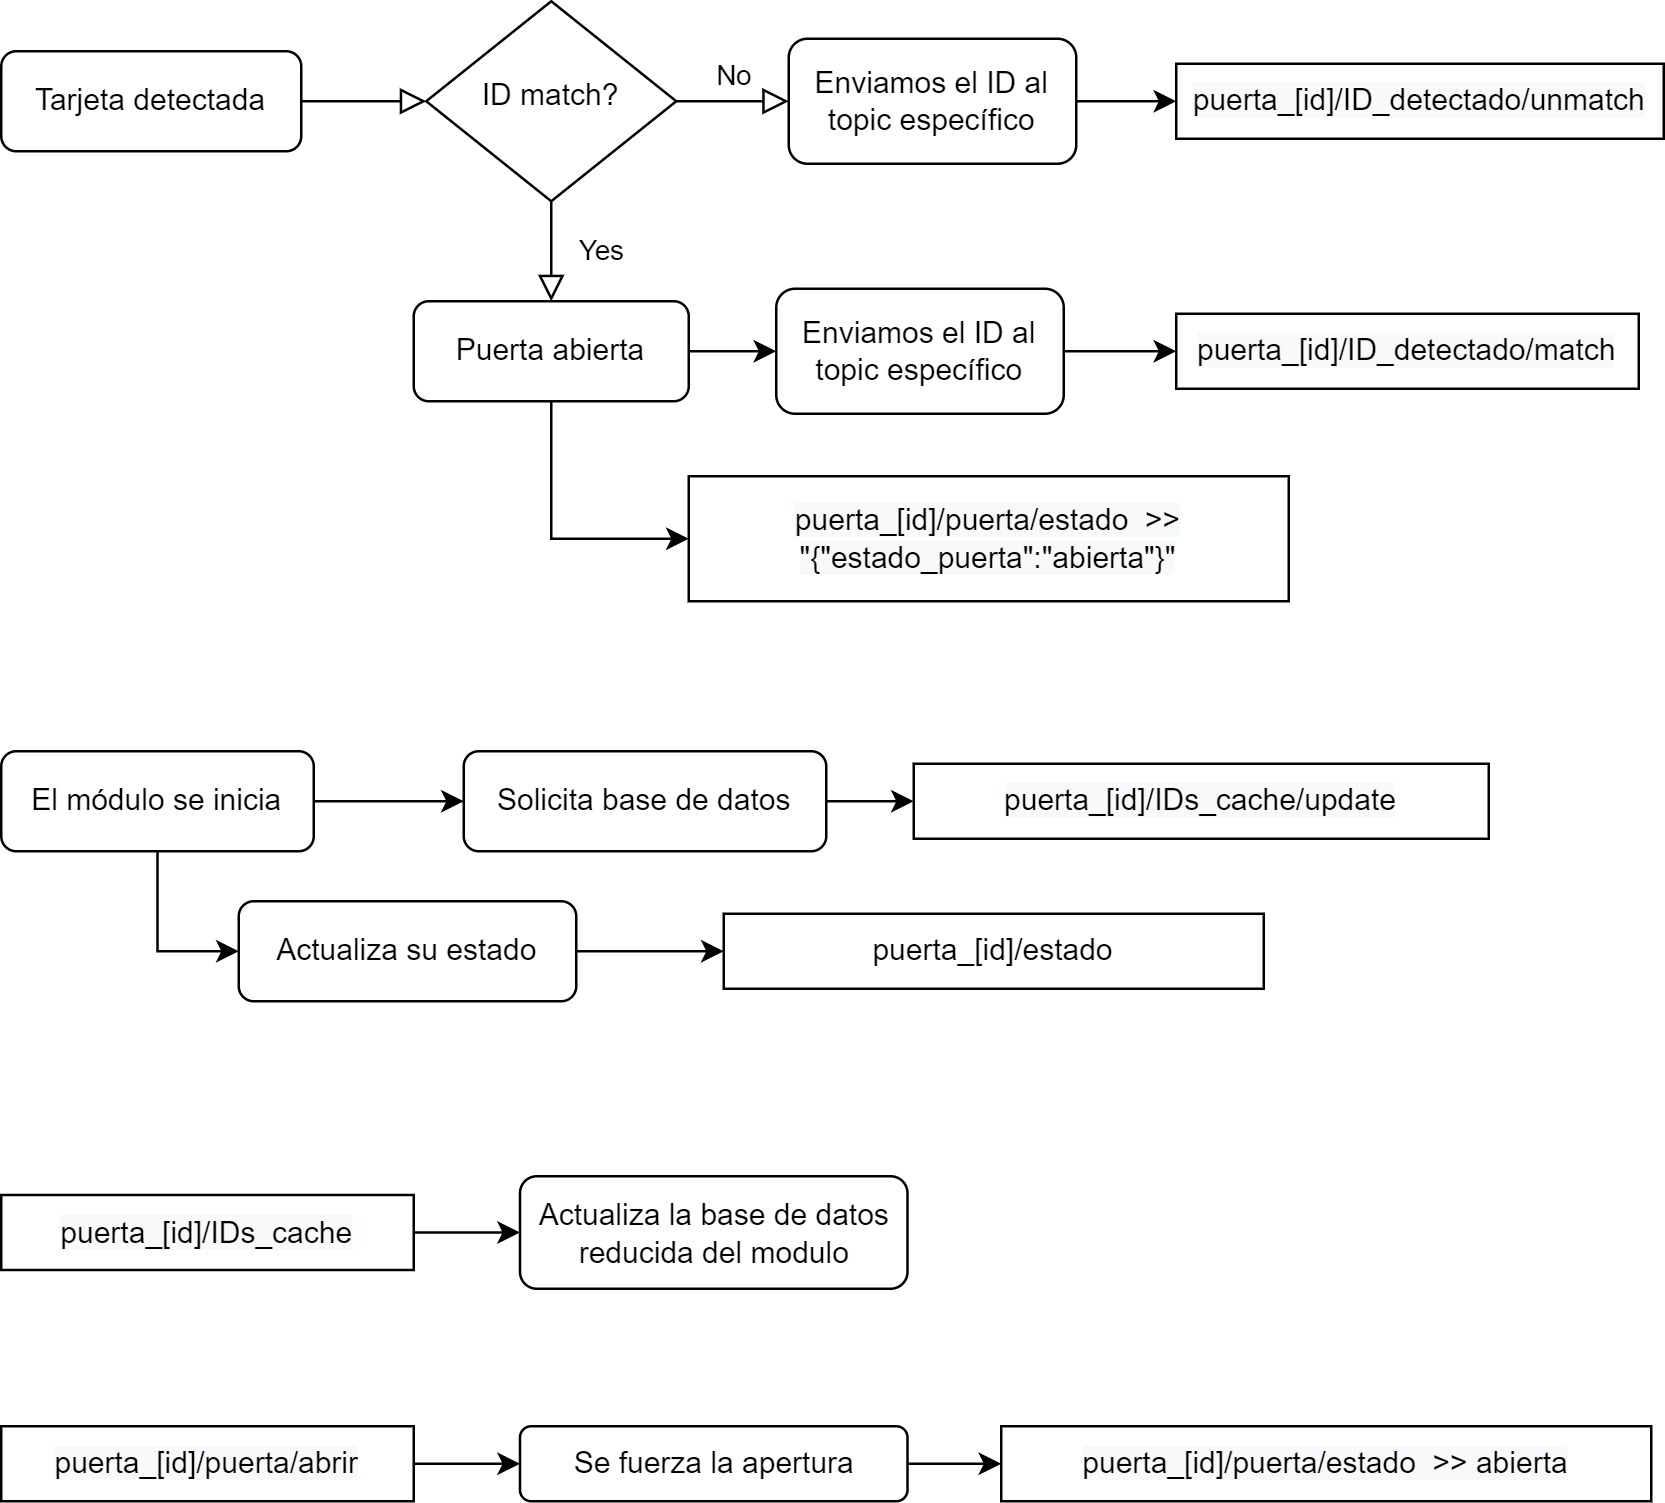 Tarjeta detectada
ID match?
No
Enviamos el ID al
topic específico
puerta_[id]/ID_detectado/unmatch
Yes
Puerta abierta
Enviamos el ID al
topic específico
puerta_[id]/ID_detectado/match
puerta_[id]/puerta/estado  >>
"{"estado_puerta":"abierta"}"
El módulo se inicia
Solicita base de datos
puerta_[id]/IDs_cache/update
Actualiza su estado
puerta_[id]/estado
puerta_[id]/IDs_cache
Actualiza la base de datos
reducida del modulo
puerta_[id]/puerta/abrir
Se fuerza la apertura
puerta_[id]/puerta/estado  >> abierta